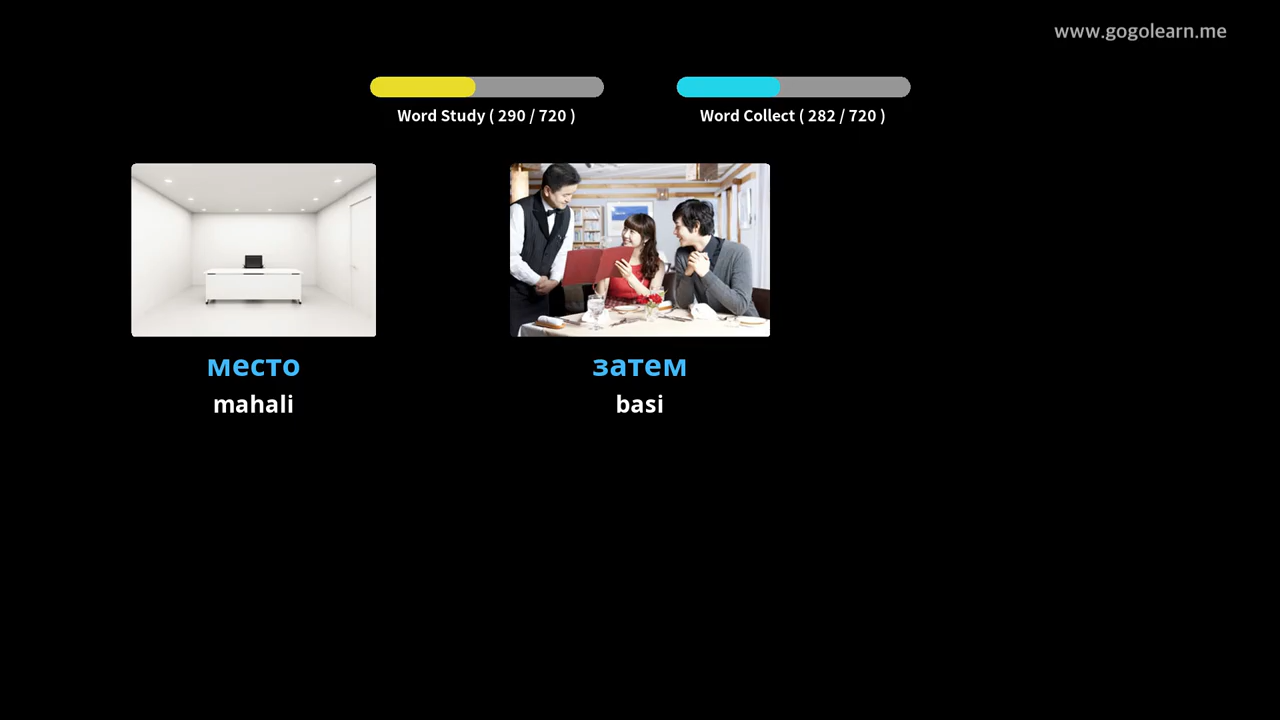 www.gogolearn.me
Word Study ( 290 / 720 )
Word Collect ( 282 / 720 )
место
mahali
затем
basi